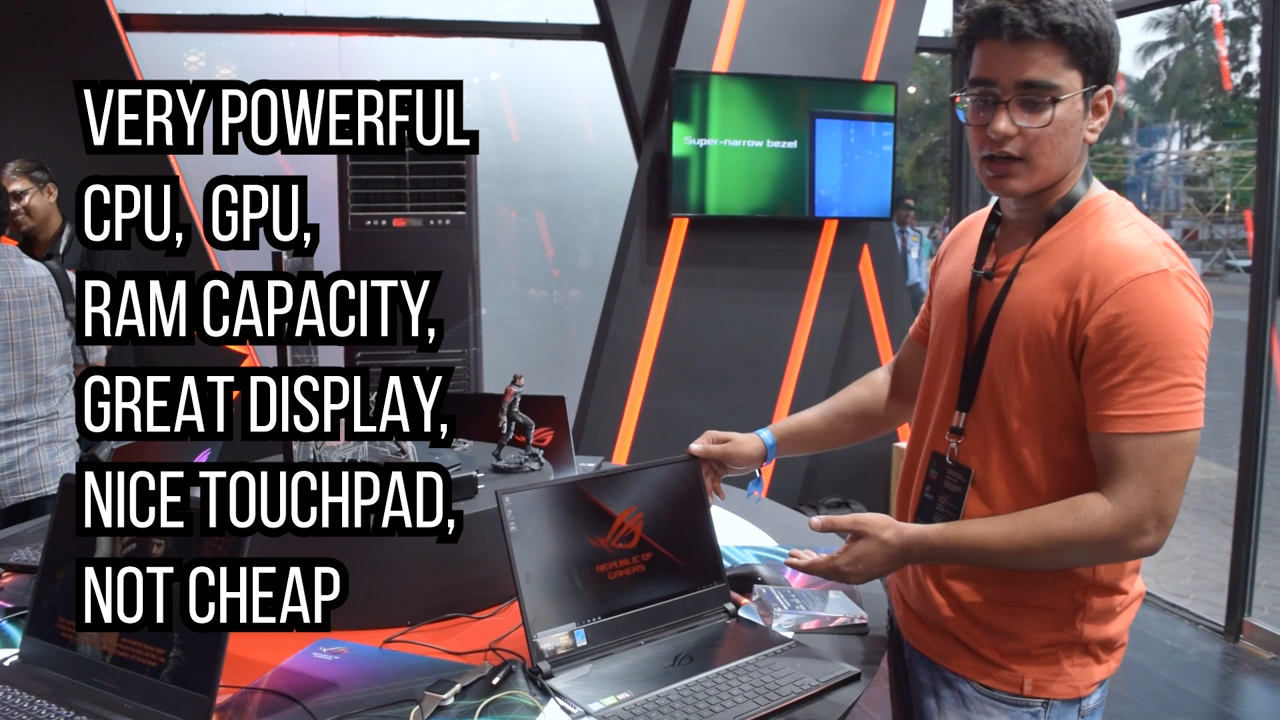 VERY POWERFUL
CPU, GPU,
RAM CAPACITY,
GREAT DISPLAY,
NICE TOUCHPAD,
NOT CHEAP
Super-narrow bezel
REPUBLIC OF
GAMERS